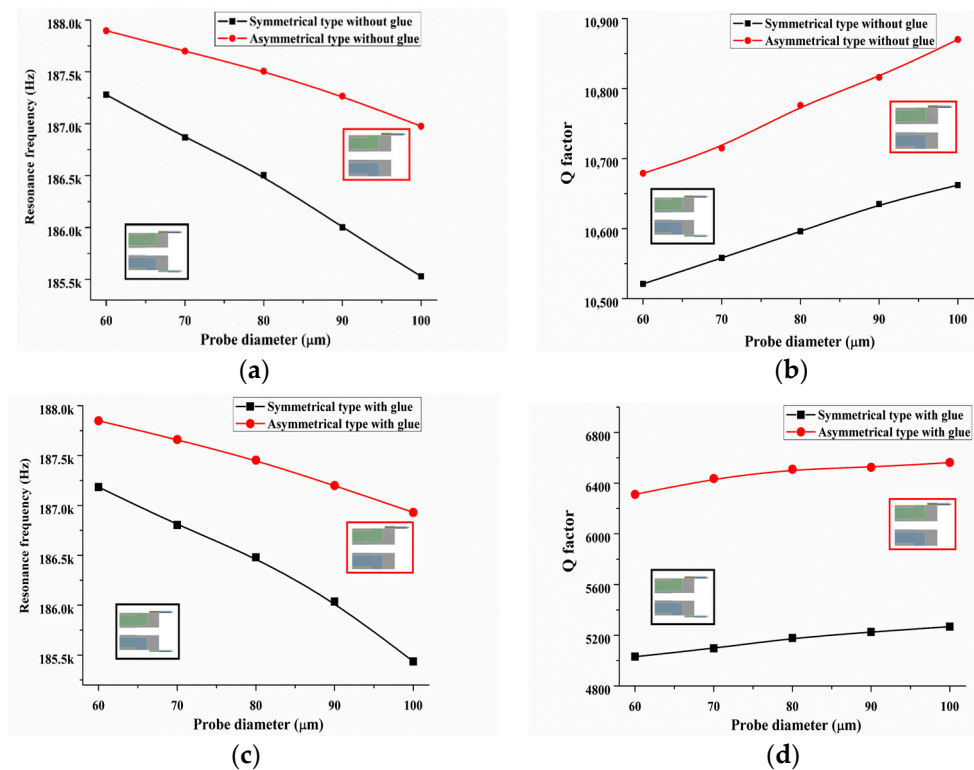 Symmetrical type without glue
Asymmetrical type without glue
188.0k
187.5k
187.0k
186.5k
186.0k
185.5k
Resonance frequency (Hz)
60 70 80 90 100
Probe diameter (μm)
(a)
Symmetrical type without glue
Asymmetrical type without glue
10,900
10,800
10,700
10,600
10,500
Q factor
60 70 80 90 100
Probe diameter (μm)
(b)
Symmetrical type with glue
Asymmetrical type with glue
188.0k
187.5k
187.0k
186.5k
186.0k
185.5k
Resonance frequency (Hz)
60 70 80 90 100
Probe diameter (μm)
(c)
Symmetrical type with glue
Asymmetrical type with glue
6800
6400
6000
5600
5200
4800
Q factor
60 70 80 90 100
Probe diameter (μm)
(d)